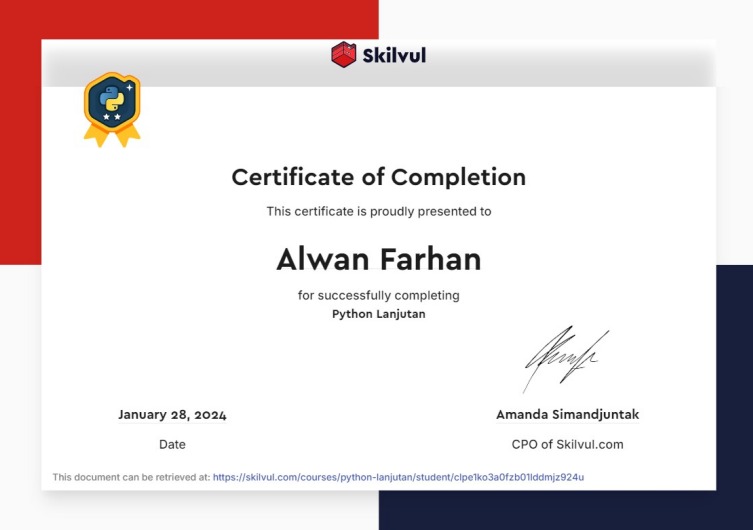 Skilvul
Certificate of Completion
This certificate is proudly presented to
Alwan Farhan
for successfully completing
Python Lanjutan
January 28, 2024
Date
Amanda Simandjuntak
CPO of Skilvul.com
This document can be retrieved at: https://skilvul.com/courses/python-lanjutan/student/clpe1ko3a0fzb01lddmjz924u